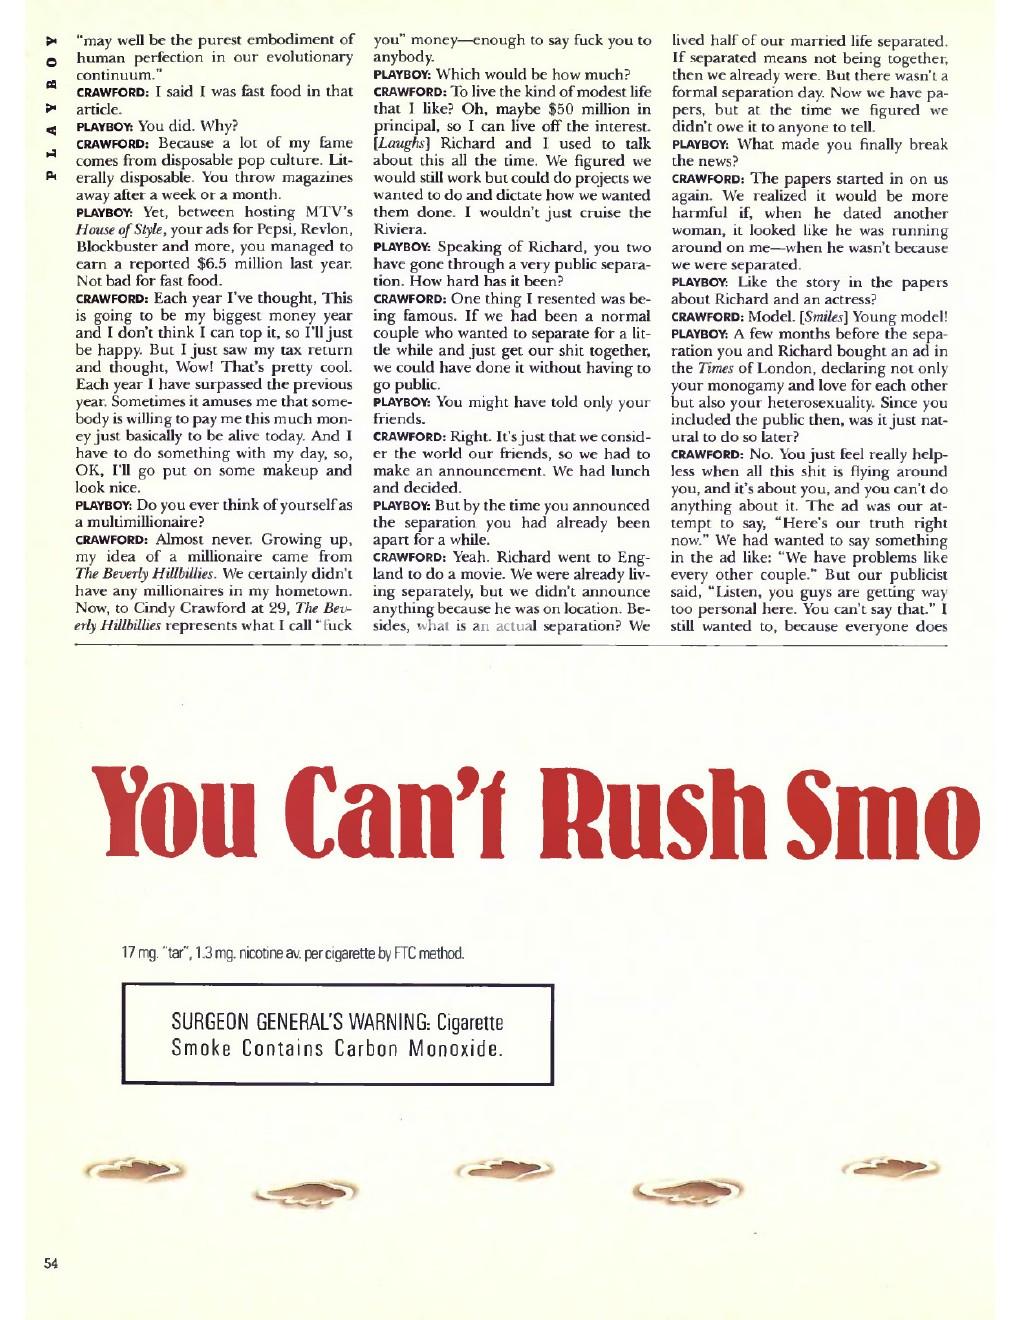 PLAYBOY
“may well be the purest embodiment of
human perfection in our evolutionary
continuum.”
CRAWFORD: I said I was fast food in that
article.
PLAYBOY: You did. Why?
CRAWFORD: Because a lot of my fame
comes from disposable pop culture. Lit-
erally disposable. You throw magazines
away after a week or a month.
PLAYBOY: Yet, between hosting MTV’s
House of Style, your ads for Pepsi, Revlon,
Blockbuster and more, you managed to
earn a reported $6.5 million last year.
Not bad for fast food.
CRAWFORD: Each year I’ve thought, This
is going to be my biggest money year
and I don’t think I can top it, so I’ll just
be happy. But I just saw my tax return
and thought, Wow! That’s pretty cool.
Each year I have surpassed the previous
year. Sometimes it amuses me that some-
body is willing to pay me this much mon-
ey just basically to be alive today. And I
have to do something with my day, so,
OK, I’ll go put on some makeup and
look nice.
PLAYBOY: Do you ever think of yourself as
a multimillionaire?
CRAWFORD: Almost never. Growing up,
my idea of a millionaire came from
The Beverly Hillbillies. We certainly didn’t
have any millionaires in my hometown.
Now, to Cindy Crawford at 29, The Bev-
erly Hillbillies represents what I call “fuck
you” money—enough to say fuck you to
anybody.
PLAYBOY: Which would be how much?
CRAWFORD: To live the kind of modest life
that I like? Oh, maybe $50 million in
principal, so I can live off the interest.
[Laughs] Richard and I used to talk
about this all the time. We figured we
would still work but could do projects we
wanted to do and dictate how we wanted
them done. I wouldn’t just cruise the
Riviera.
PLAYBOY: Speaking of Richard, you two
have gone through a very public separa-
tion. How hard has it been?
CRAWFORD: One thing I resented was be-
ing famous. If we had been a normal
couple who wanted to separate for a lit-
tle while and just get our shit together,
we could have done it without having to
go public.
PLAYBOY: You might have told only your
friends.
CRAWFORD: Right. It’s just that we consid-
er the world our friends, so we had to
make an announcement. We had lunch
and decided.
PLAYBOY: But by the time you announced
the separation you had already been
apart for a while.
CRAWFORD: Yeah. Richard went to Eng-
land to do a movie. We were already liv-
ing separately, but we didn’t announce
anything because he was on location. Be-
sides, what is an actual separation? We
lived half of our married life separated.
If separated means not being together,
then we already were. But there wasn’t a
formal separation day. Now we have pa-
pers, but at the time we figured we
didn’t owe it to anyone to tell.
PLAYBOY: What made you finally break
the news?
CRAWFORD: The papers started in on us
again. We realized it would be more
harmful if, when he dated another
woman, it looked like he was running
around on me—when he wasn’t because
we were separated.
PLAYBOY: Like the story in the papers
about Richard and an actress?
CRAWFORD: Model. [Smiles] Young model!
PLAYBOY: A few months before the sepa-
ration you and Richard bought an ad in
the Times of London, declaring not only
your monogamy and love for each other
but also your heterosexuality. Since you
included the public then, was it just nat-
ural to do so later?
CRAWFORD: No. You just feel really help-
less when all this shit is flying around
you, and it’s about you, and you can’t do
anything about it. The ad was our at-
tempt to say, “Here’s our truth right
now.” We had wanted to say something
in the ad like: “We have problems like
every other couple.” But our publicist
said, “Listen, you guys are getting way
too personal here. You can’t say that.” I
still wanted to, because everyone does
You Can’t Rush Smo
17 mg. “tar”, 1.3 mg. nicotine av. per cigarette by FTC method.
SURGEON GENERAL’S WARNING: Cigarette
Smoke Contains Carbon Monoxide.
54